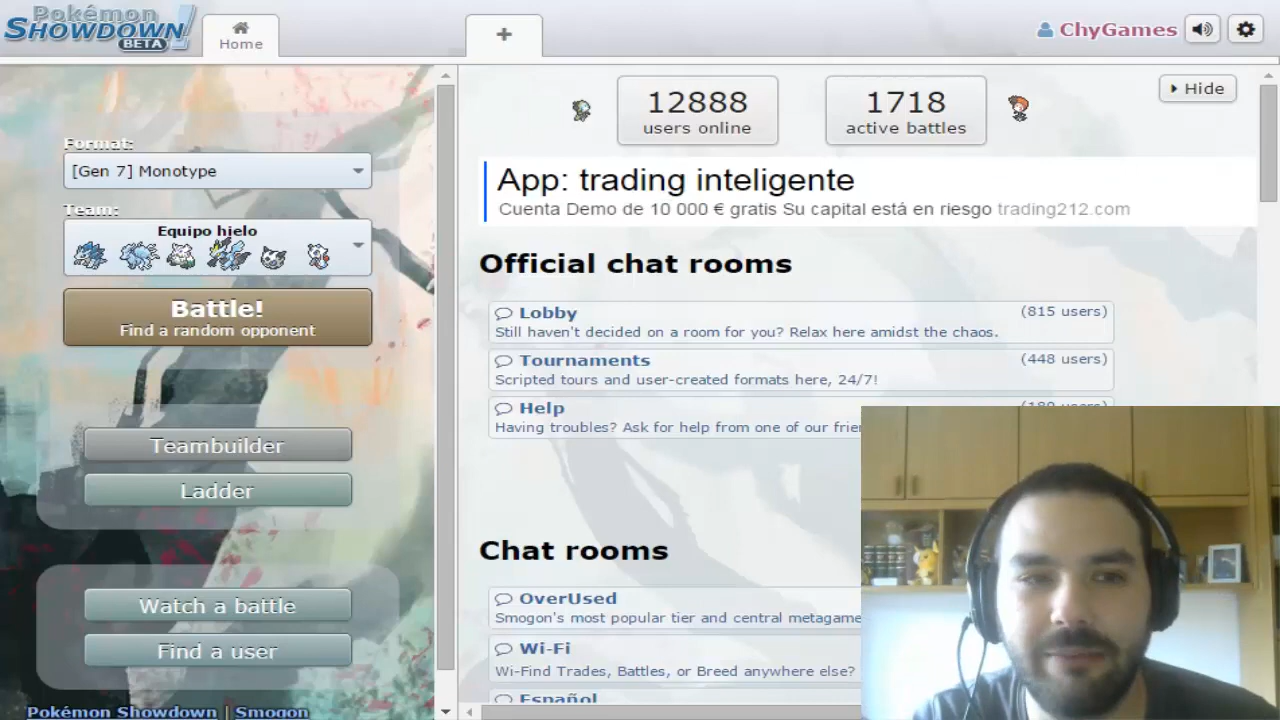 Pokémon
SHOWDOWN!
BETA
Home
+
ChyGames
Format:
[Gen 7] Monotype
Team:
Equipo hielo
Battle!
Find a random opponent
Teambuilder
Ladder
Watch a battle
Find a user
Pokémon Showdown | Smogon
12888
users online
1718
active battles
Hide
App: trading inteligente
Cuenta Demo de 10 000 € gratis Su capital está en riesgo trading212.com
Official chat rooms
Lobby (815 users)
Still haven't decided on a room for you? Relax here amidst the chaos.
Tournaments (448 users)
Scripted tours and user-created formats here, 24/7!
Help
Having troubles? Ask for help from one of our
Chat rooms
OverUsed
Smogon's most popular tier and central metagame
Wi-Fi
Wi-Find Trades, Battles, or Breed anywhere else?
Español